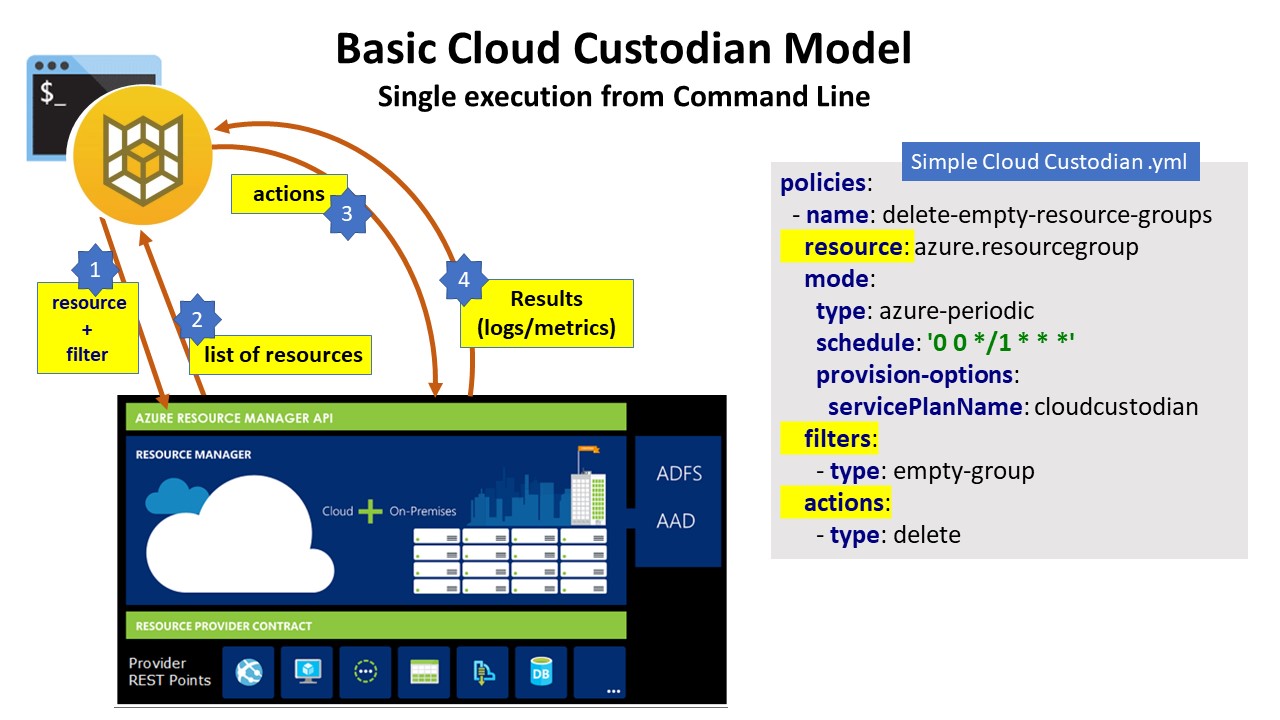 Basic Cloud Custodian Model
Single execution from Command Line
$_
actions
3
1
resource
+
filter
2
list of resources
4
Results
(logs/metrics)
AZURE RESOURCE MANAGER API
RESOURCE MANAGER
Cloud + On-Premises
ADFS
AAD
RESOURCE PROVIDER CONTRACT
Provider
REST Points
DB
...
Simple Cloud Custodian .yml
policies:
- name: delete-empty-resource-groups
resource: azure.resourcegroup
mode:
type: azure-periodic
schedule: '0 0 */1 * * *'
provision-options:
servicePlanName: cloudcustodian
filters:
- type: empty-group
actions:
- type: delete